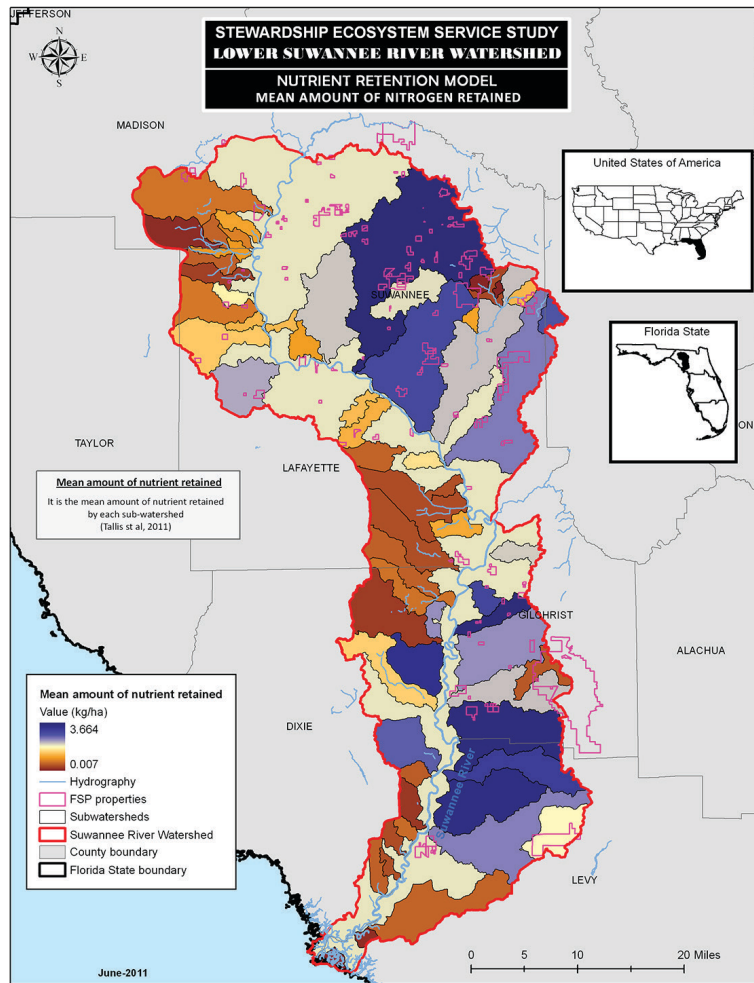 JEFFERSON
STEWARDSHIP ECOSYSTEM SERVICE STUDY
LOWER SUWANNEE RIVER WATERSHED
NUTRIENT RETENTION MODEL
MEAN AMOUNT OF NITROGEN RETAINED
N
W E
S
MADISON
United States of America
SUWANNEE
Florida State
ON
TAYLOR
LAFAYETTE
Mean amount of nutrient retained
It is the mean amount of nutrient retained
by each sub-watershed
(Tallis st al, 2011)
GILCHRIST
ALACHUA
Mean amount of nutrient retained
Value (kg/ha)
3.664
0.007
Hydrography
FSP properties
Subwatersheds
Suwannee River Watershed
County boundary
Florida State boundary
DIXIE
Suwannee River
LEVY
June-2011
0 5 10 20 Miles